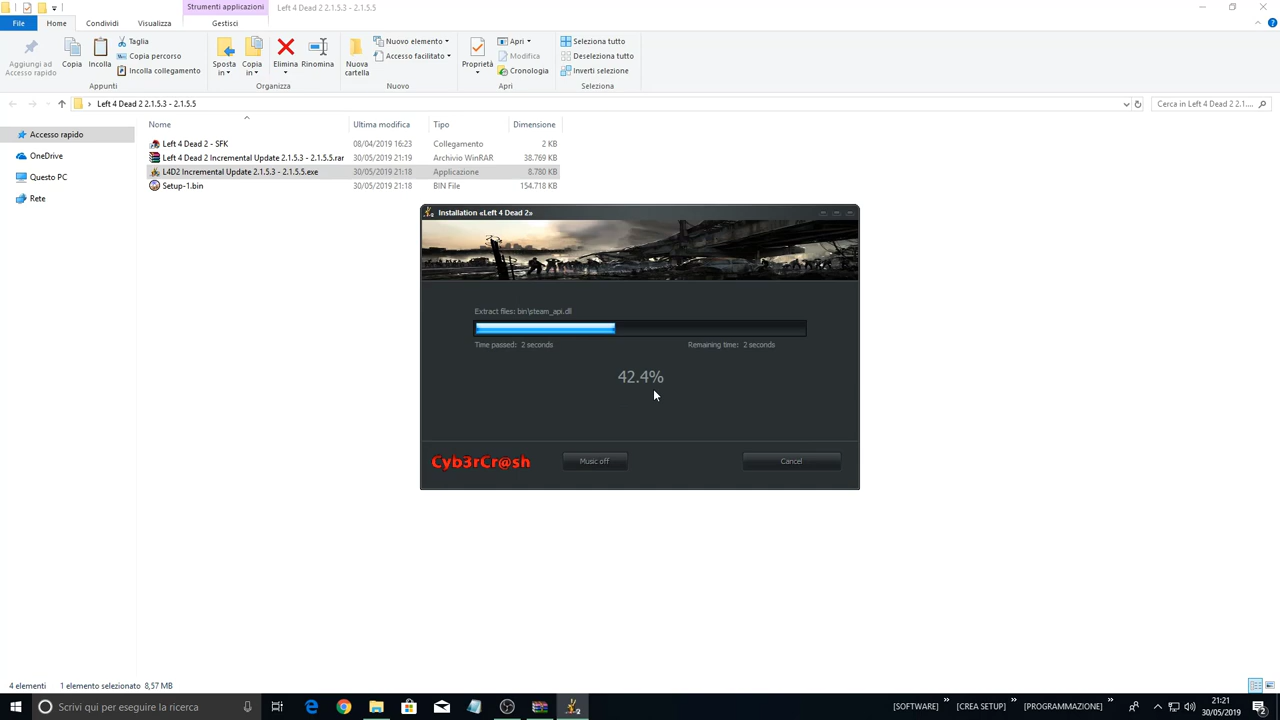 Strumenti applicazioni
Left 4 Dead 2 2.1.5.3 - 2.1.5.5
File
Home
Condividi
Visualizza
Gestisci
Aggiungi ad
Accesso rapido
Copia
Incolla
Taglia
Copia percorso
Incolla collegamento
Appunti
Sposta
in
Copia
in
Elimina
Rinomina
Organizza
Nuova
cartella
Nuovo elemento
Accesso facilitato
Nuovo
Proprietà
Apri
Modifica
Cronologia
Apri
Seleziona tutto
Deseleziona tutto
Inverti selezione
Seleziona
Left 4 Dead 2 2.1.5.3 - 2.1.5.5
Cerca in Left 4 Dead 2 2.1....
Accesso rapido
OneDrive
Questo PC
Rete
Nome Ultima modifica Tipo Dimensione
Left 4 Dead 2 - SFK 08/04/2019 16:23 Collegamento 2 KB
Left 4 Dead 2 Incremental Update 2.1.5.3 - 2.1.5.5.rar 30/05/2019 21:19 Archivio WinRAR 38.769 KB
L4D2 Incremental Update 2.1.5.3 - 2.1.5.5.exe 30/05/2019 21:18 Applicazione 8.780 KB
Setup-1.bin 30/05/2019 21:18 BIN File 154.718 KB
Installation «Left 4 Dead 2»
Extract files: bin\steam_api.dll
Time passed: 2 seconds
Remaining time: 2 seconds
42.4%
Cyb3rCr@sh
Music off
Cancel
4 elementi 1 elemento selezionato 8,57 MB
Scrivi qui per eseguire la ricerca
[SOFTWARE]
[CREA SETUP]
[PROGRAMMAZIONE]
21:21
30/05/2019
2